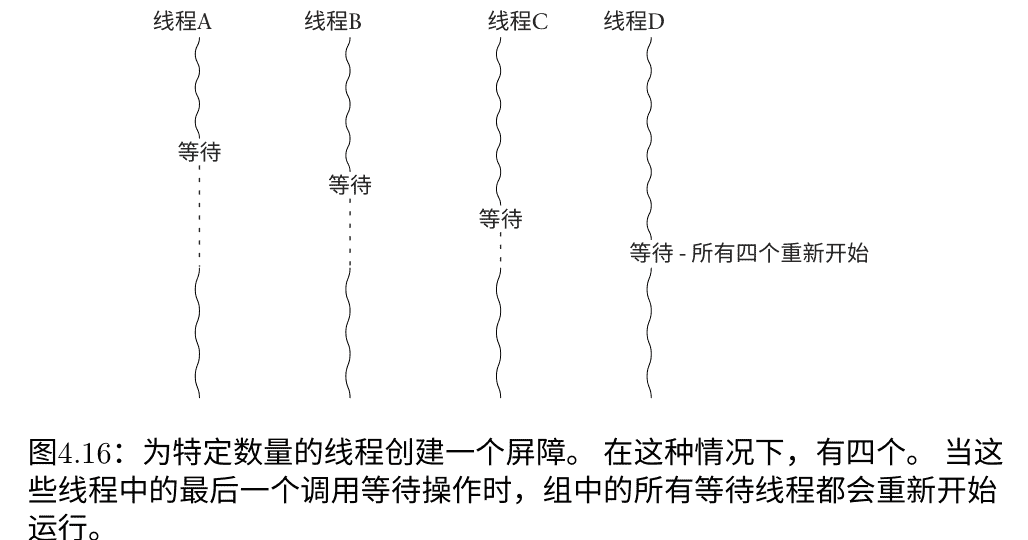 线程A 线程B 线程C 线程D
等待
等待
等待
等待 - 所有四个重新开始
图4.16：为特定数量的线程创建一个屏障。 在这种情况下，有四个。 当这
些线程中的最后一个调用等待操作时，组中的所有等待线程都会重新开始
运行。